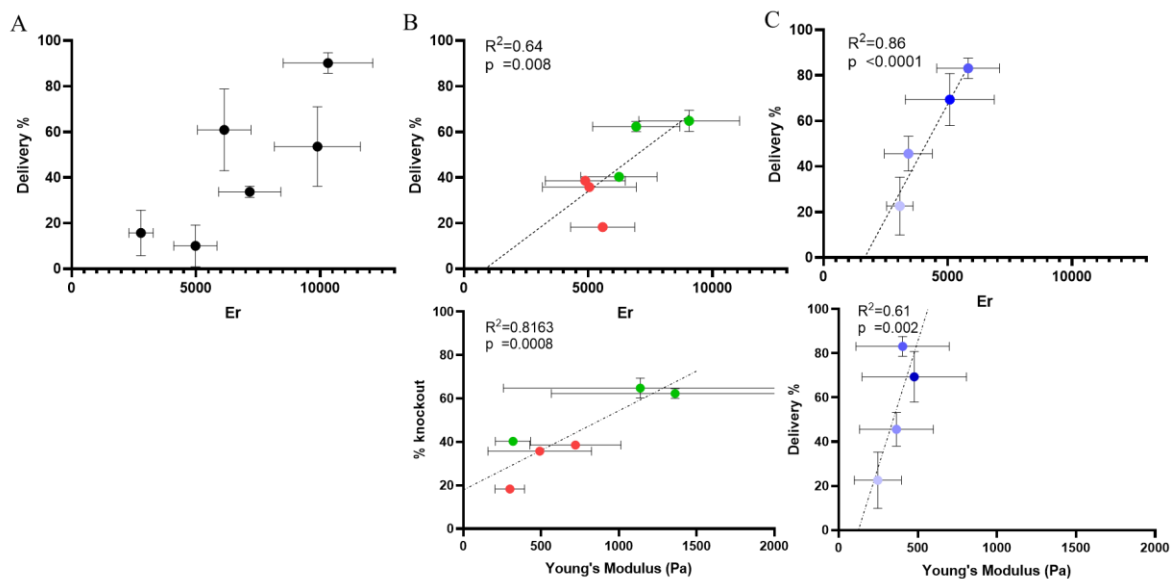 A
Delivery %
100
80
60
40
20
0
0
5000
10000
Er
B
R²=0.64
p =0.008
Delivery %
100
80
60
40
20
0
0
5000
10000
Er
C
R²=0.86
p <0.0001
Delivery %
100
80
60
40
20
0
0
5000
10000
Er
R²=0.8163
p =0.0008
% knockout
100
80
60
40
20
0
0
500
1000
1500
2000
Young's Modulus (Pa)
R²=0.61
p =0.002
Delivery %
100
80
60
40
20
0
0
500
1000
1500
2000
Young's Modulus (Pa)